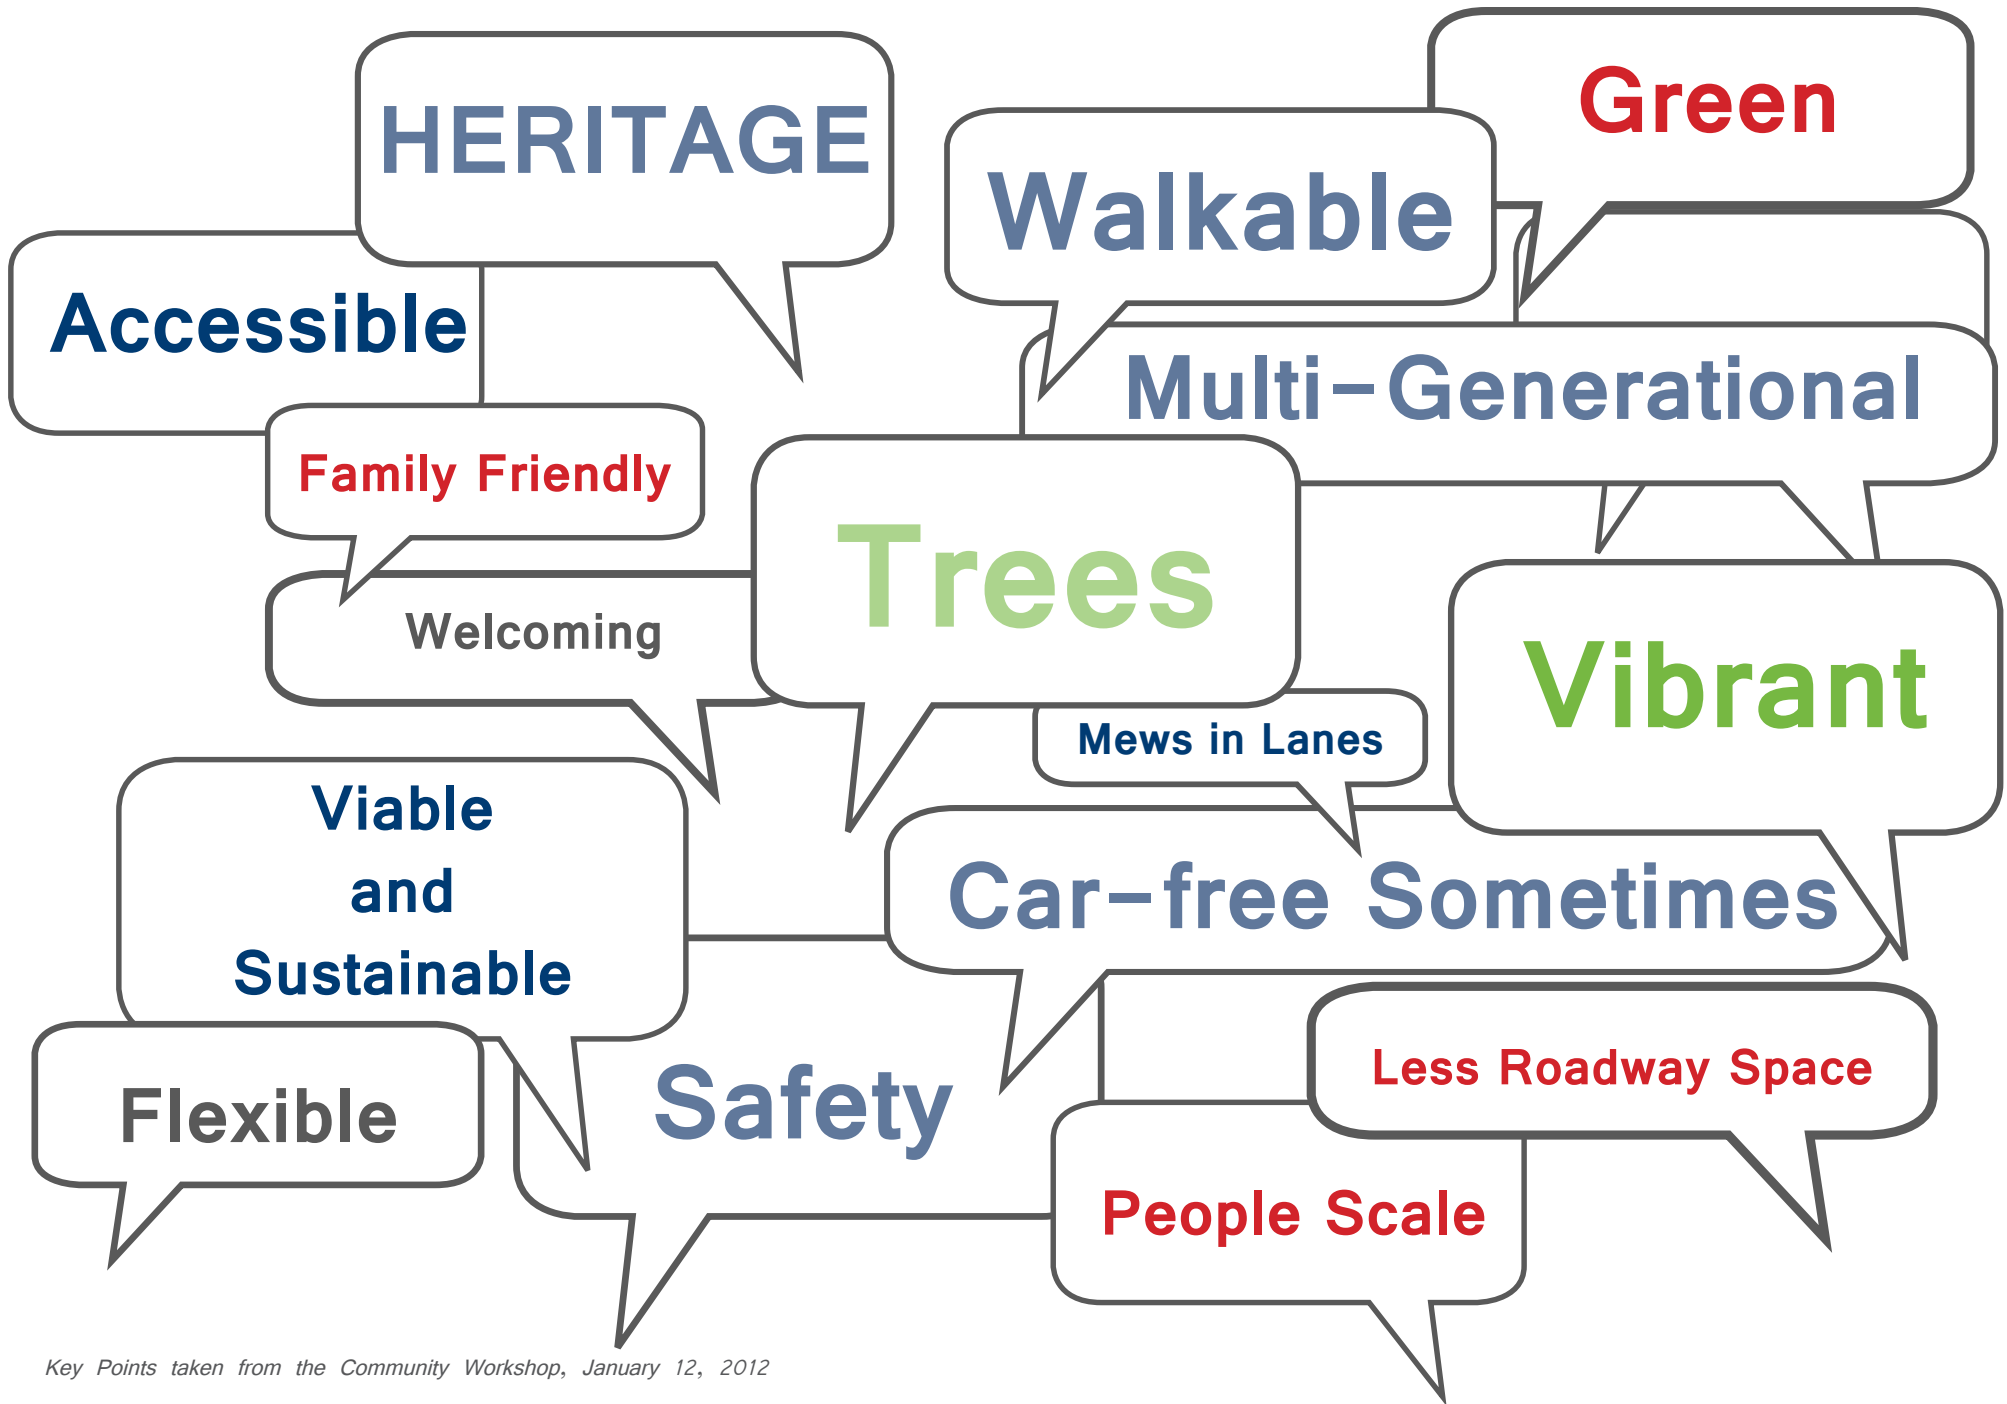 HERITAGE
Green
Walkable
Accessible
Multi-Generational
Family Friendly
Trees
Welcoming
Vibrant
Mews in Lanes
Viable
and
Sustainable
Car-free Sometimes
Safety
Less Roadway Space
Flexible
People Scale
Key Points taken from the Community Workshop, January 12, 2012